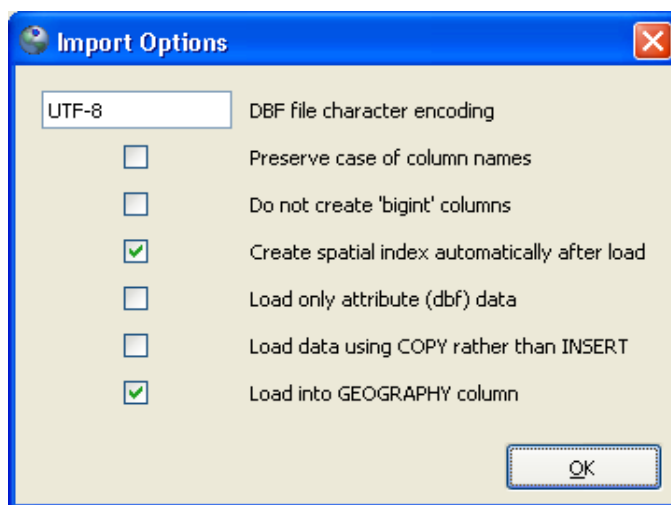 Import Options
UTF-8 DBF file character encoding
Preserve case of column names
Do not create 'bigint' columns
Create spatial index automatically after load
Load only attribute (dbf) data
Load data using COPY rather than INSERT
Load into GEOGRAPHY column
OK